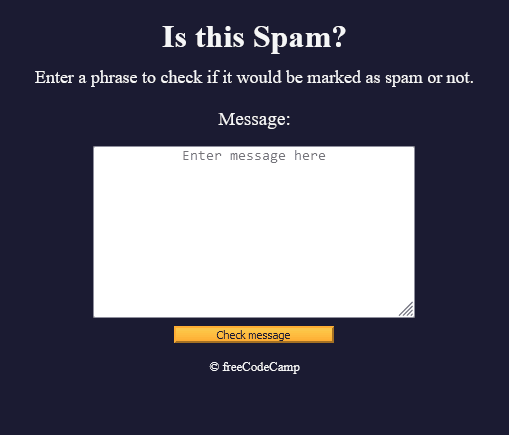 Is this Spam?
Enter a phrase to check if it would be marked as spam or not.
Message:
Enter message here
Check message
© freeCodeCamp